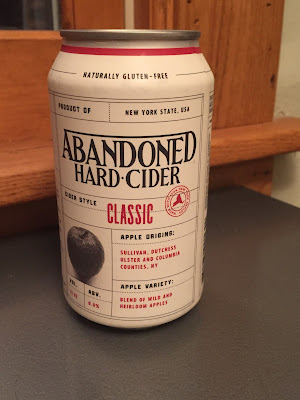 NATURALLY GLUTEN-FREE
PRODUCT OF
NEW YORK STATE, USA
ABANDONED
HARD·CIDER
CIDER STYLE
CLASSIC
APPLE ORIGINS:
SULLIVAN, DUTCHESS
ULSTER AND COLUMBIA
COUNTIES, NY
APPLE VARIETY:
BLEND OF WILD AND
HEIRLOOM APPLES
VOL.
ABV.